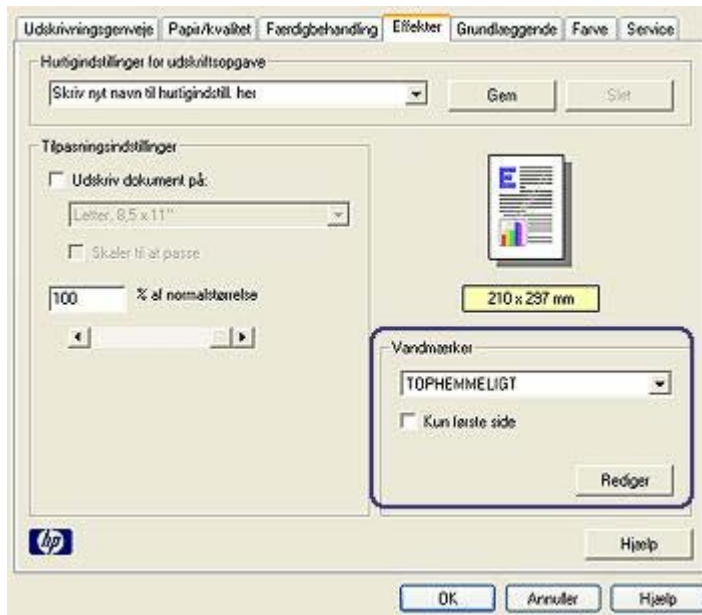 Udskrivningsgenveje Papir/kvalitet Færdigbehandling Effekter Grundlæggende Farve Service
Hurtigindstillinger for udskriftsopgave
Skriv nyt navn til hurtigindstill. her Gem Slet
Tilpasningsindstillinger
Udskriv dokument på:
Letter, 8,5 x 11"
Skaler til at passe
100 % af normalstørrelse
E
210 x 297 mm
Vandmærker
TOPHEMMELIGT
Kun første side
Rediger
hp Hjælp
OK Annuller Hjælp